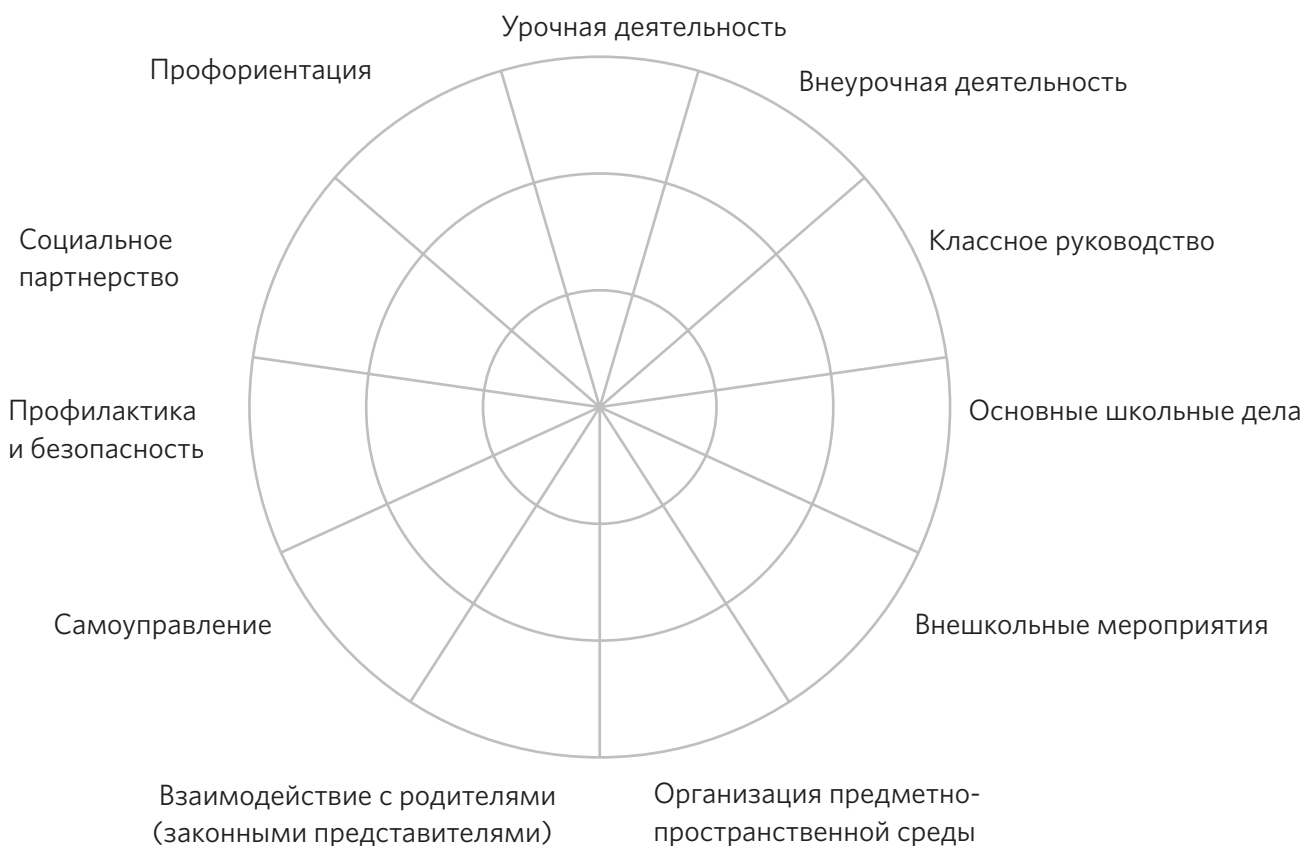 Урочная деятельность
Профориентация
Внеурочная деятельность
Социальное
партнерство
Классное руководство
Профилактика
и безопасность
Основные школьные дела
Самоуправление
Внешкольные мероприятия
Взаимодействие с родителями
(законными представителями)
Организация предметно-
пространственной среды